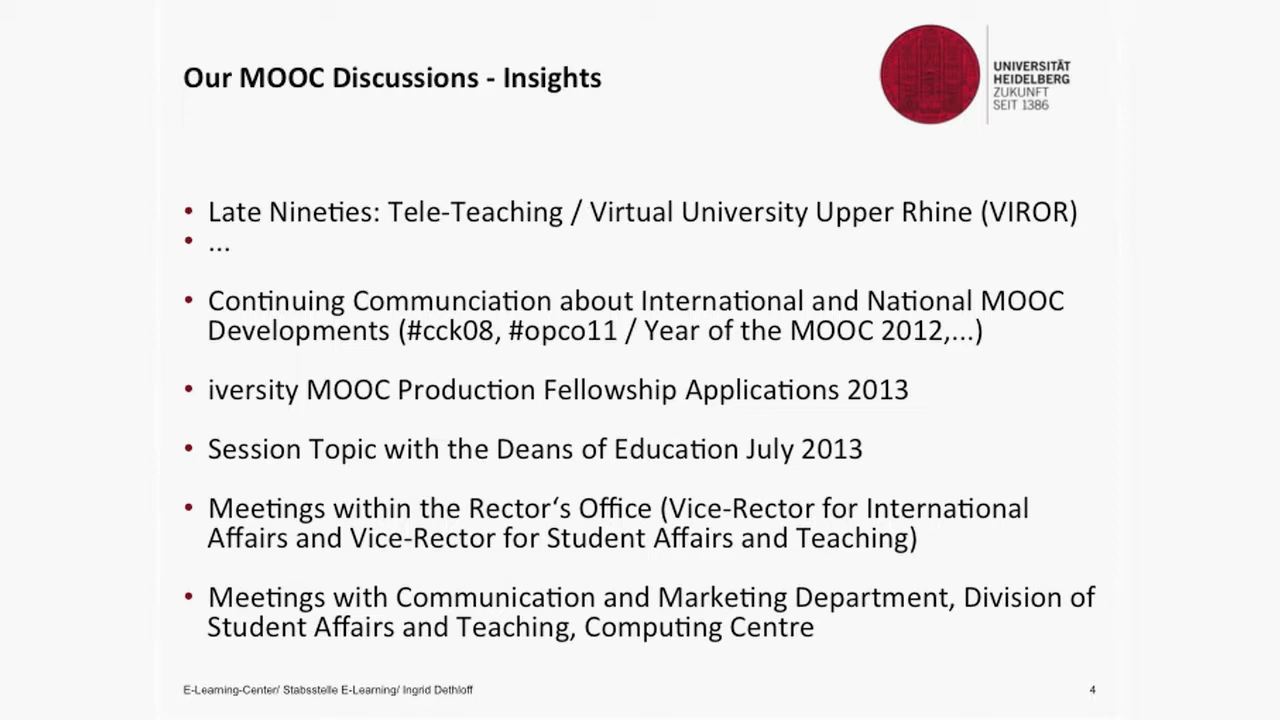 Our MOOC Discussions - Insights
UNIVERSITÄT
HEIDELBERG
ZUKUNFT
SEIT 1386
• Late Nineties: Tele-Teaching / Virtual University Upper Rhine (VIROR)
• ...
• Continuing Communciation about International and National MOOC
Developments (#cck08, #opco11 / Year of the MOOC 2012,...)
• iversity MOOC Production Fellowship Applications 2013
• Session Topic with the Deans of Education July 2013
• Meetings within the Rector‘s Office (Vice-Rector for International
Affairs and Vice-Rector for Student Affairs and Teaching)
• Meetings with Communication and Marketing Department, Division of
Student Affairs and Teaching, Computing Centre
E-Learning-Center/ Stabsstelle E-Learning/ Ingrid Dethloff
4